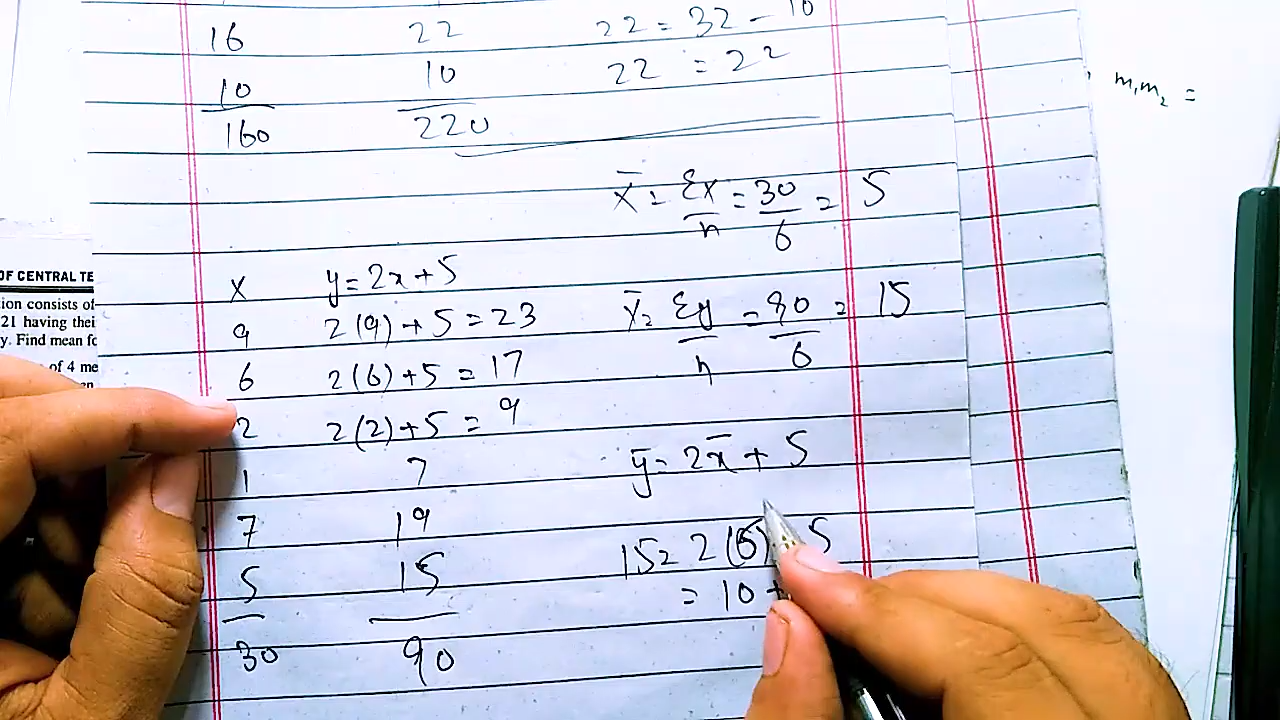 16 22 22 = 32 - 10
10 10 22 = 22
160 220
m1m2 =
x̄ = Σx/n = 30/6 = 5
OF CENTRAL TE
ion consists of
21 having thei
y. Find mean fo
of 4 me
x y = 2x + 5
9 2(9) + 5 = 23 ȳ = Σy/n = 90/6 = 15
6 2(6) + 5 = 17
2 2(2) + 5 = 9
1 7 ȳ = 2x̄ + 5
7 19 15 = 2(5) 5
5 15 = 10 +
30 90